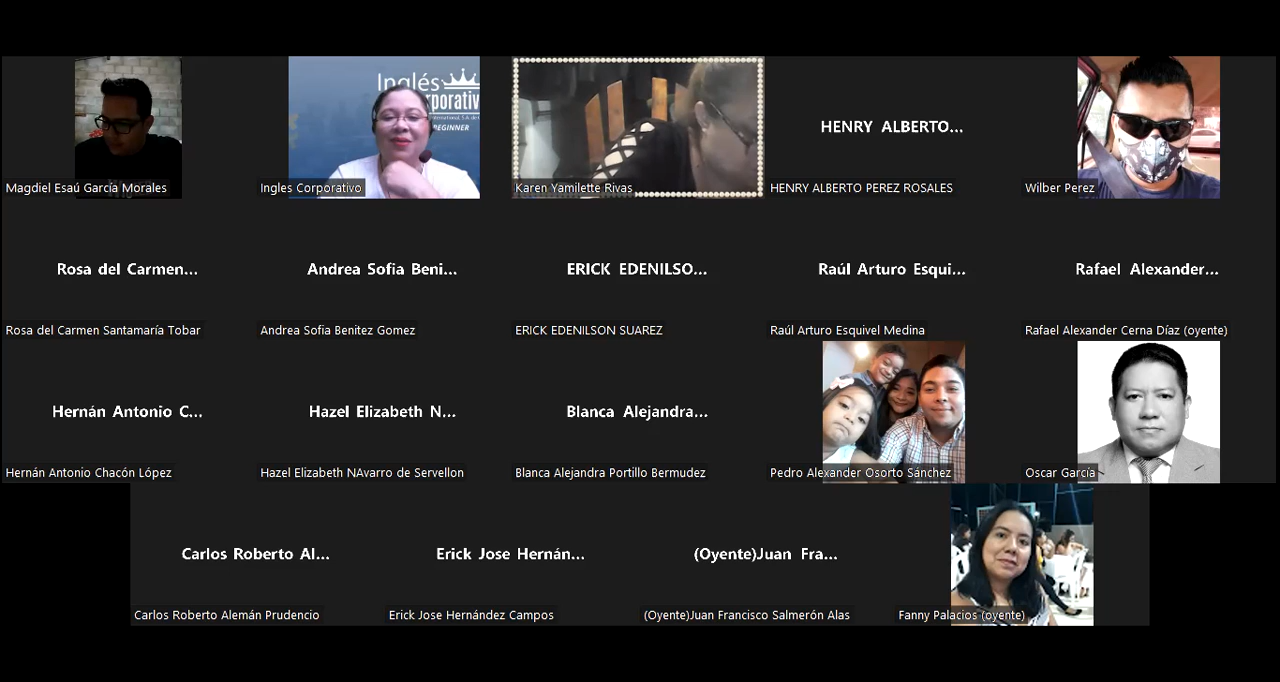 Inglés
Corporativo
BEGINNER
Magdiel Esaú García Morales
Ingles Corporativo
Karen Yamilette Rivas
HENRY ALBERTO...
HENRY ALBERTO PEREZ ROSALES
Wilber Perez
Rosa del Carmen...
Andrea Sofia Beni...
ERICK EDENILSO...
Raúl Arturo Esqui...
Rafael Alexander...
Rosa del Carmen Santamaría Tobar
Andrea Sofia Benitez Gomez
ERICK EDENILSON SUAREZ
Raúl Arturo Esquivel Medina
Rafael Alexander Cerna Díaz (oyente)
Hernán Antonio C...
Hazel Elizabeth N...
Blanca Alejandra...
Hernán Antonio Chacón López
Hazel Elizabeth NAvarro de Servellon
Blanca Alejandra Portillo Bermudez
Pedro Alexander Osorto Sánchez
Oscar García
Carlos Roberto Al...
Erick Jose Hernán...
(Oyente)Juan Fra...
Carlos Roberto Alemán Prudencio
Erick Jose Hernández Campos
(Oyente)Juan Francisco Salmerón Alas
Fanny Palacios (oyente)